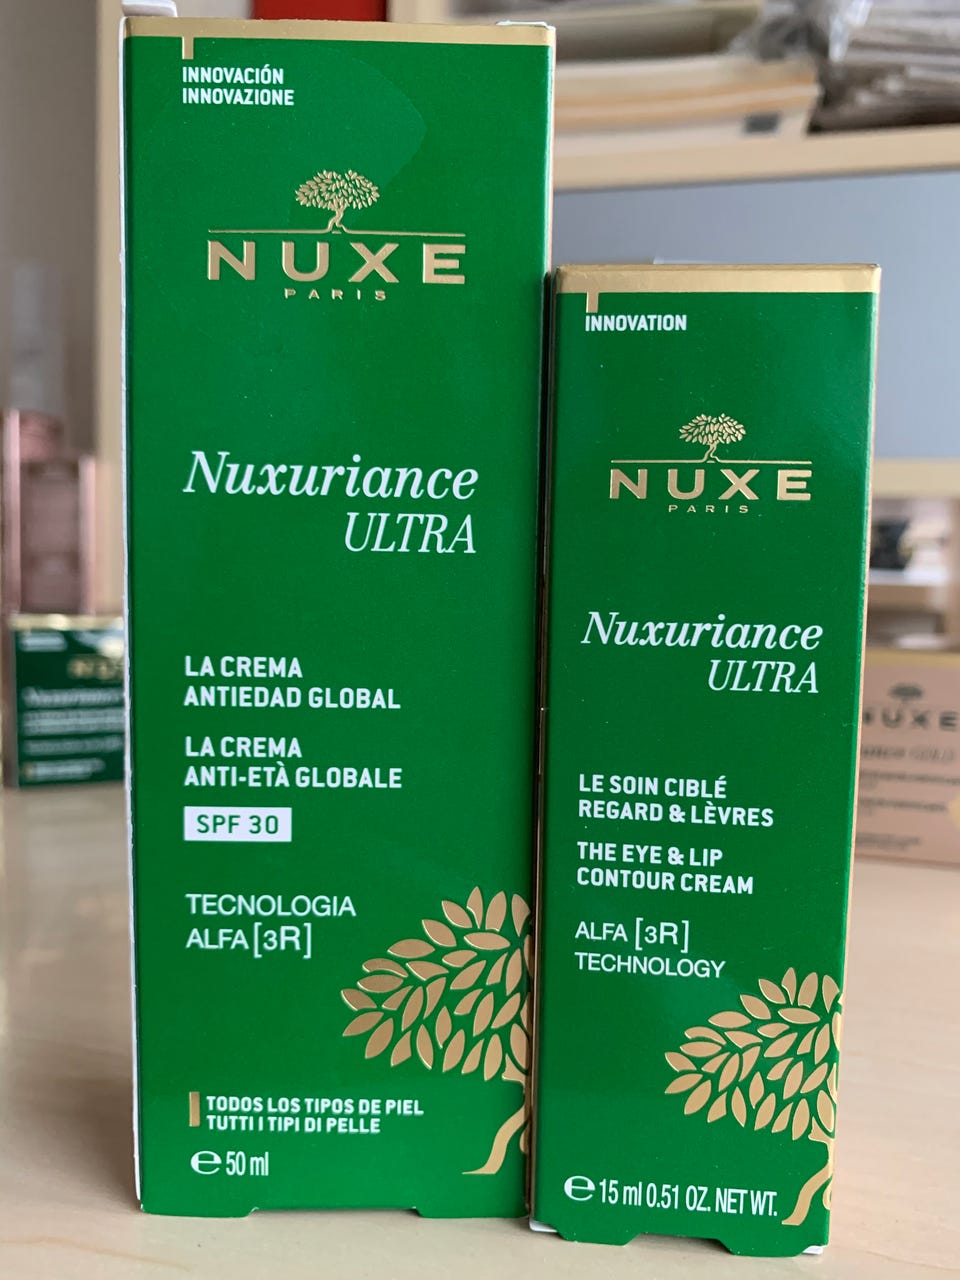 INNOVACIÓN
INNOVAZIONE
NUXE
PARIS
Nuxuriance
ULTRA
LA CREMA
ANTIEDAD GLOBAL
LA CREMA
ANTI-ETÀ GLOBALE
SPF 30
TECNOLOGIA
ALFA [3R]
TODOS LOS TIPOS DE PIEL
TUTTI I TIPI DI PELLE
e 50 ml
INNOVATION
NUXE
PARIS
Nuxuriance
ULTRA
LE SOIN CIBLÉ
REGARD & LÈVRES
THE EYE & LIP
CONTOUR CREAM
ALFA [3R]
TECHNOLOGY
e 15 ml 0.51 OZ. NET WT.
NUXE